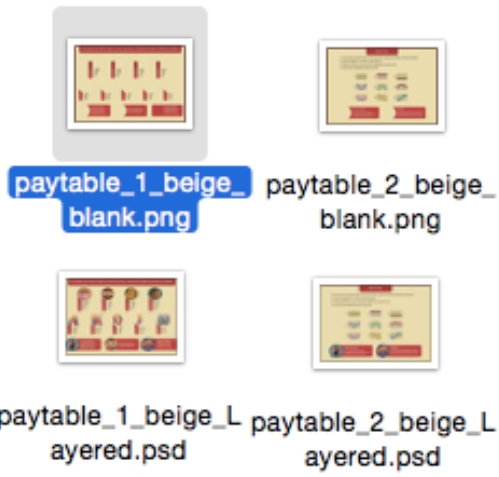 paytable_1_beige_
blank.png
paytable_2_beige_
blank.png
paytable_1_beige_L
ayered.psd
paytable_2_beige_L
ayered.psd